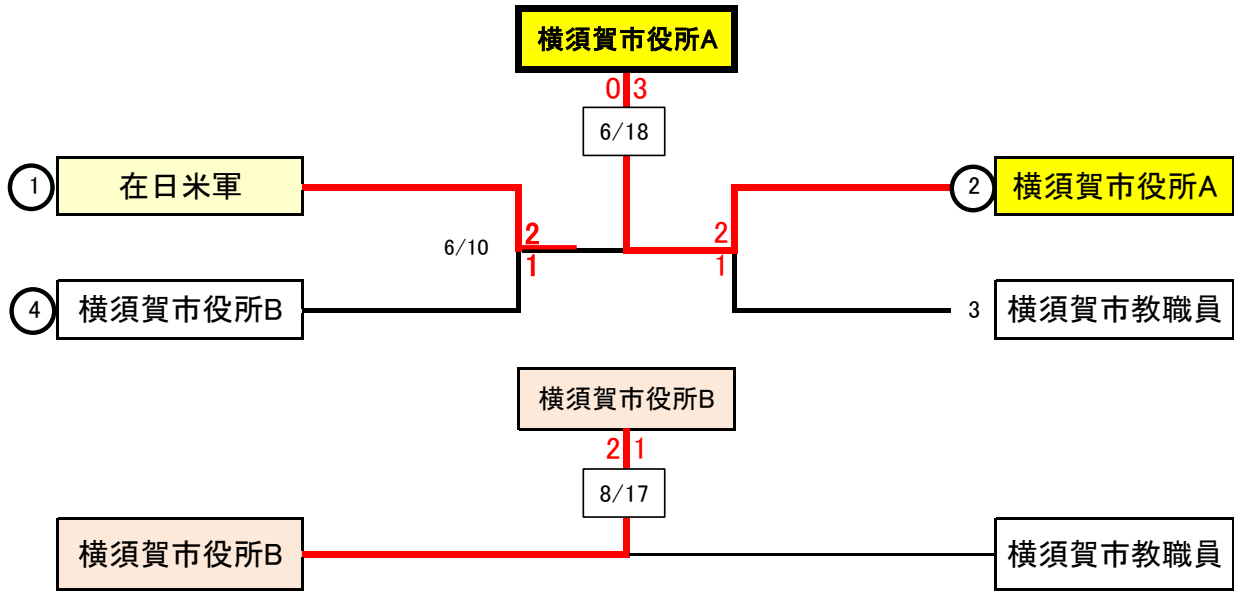 横須賀市役所A
0 3
6/18
1 在日米軍
2 横須賀市役所A
6/10
2
1
2
1
4 横須賀市役所B
3 横須賀市教職員
横須賀市役所B
2 1
8/17
横須賀市役所B
横須賀市教職員